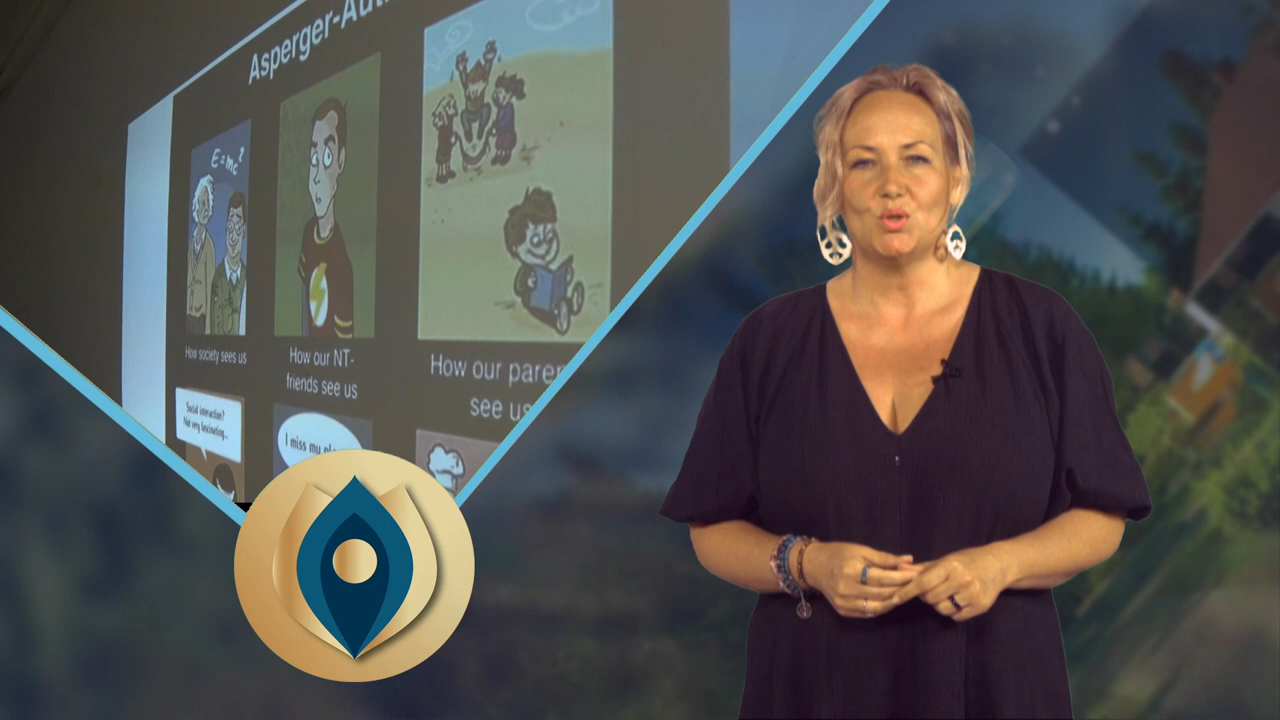 Asperger-Au
E=mc²
How society sees us
How our NT-
friends see us
How our paren
see us
Social interaction?
Not very fascinating...
I miss my